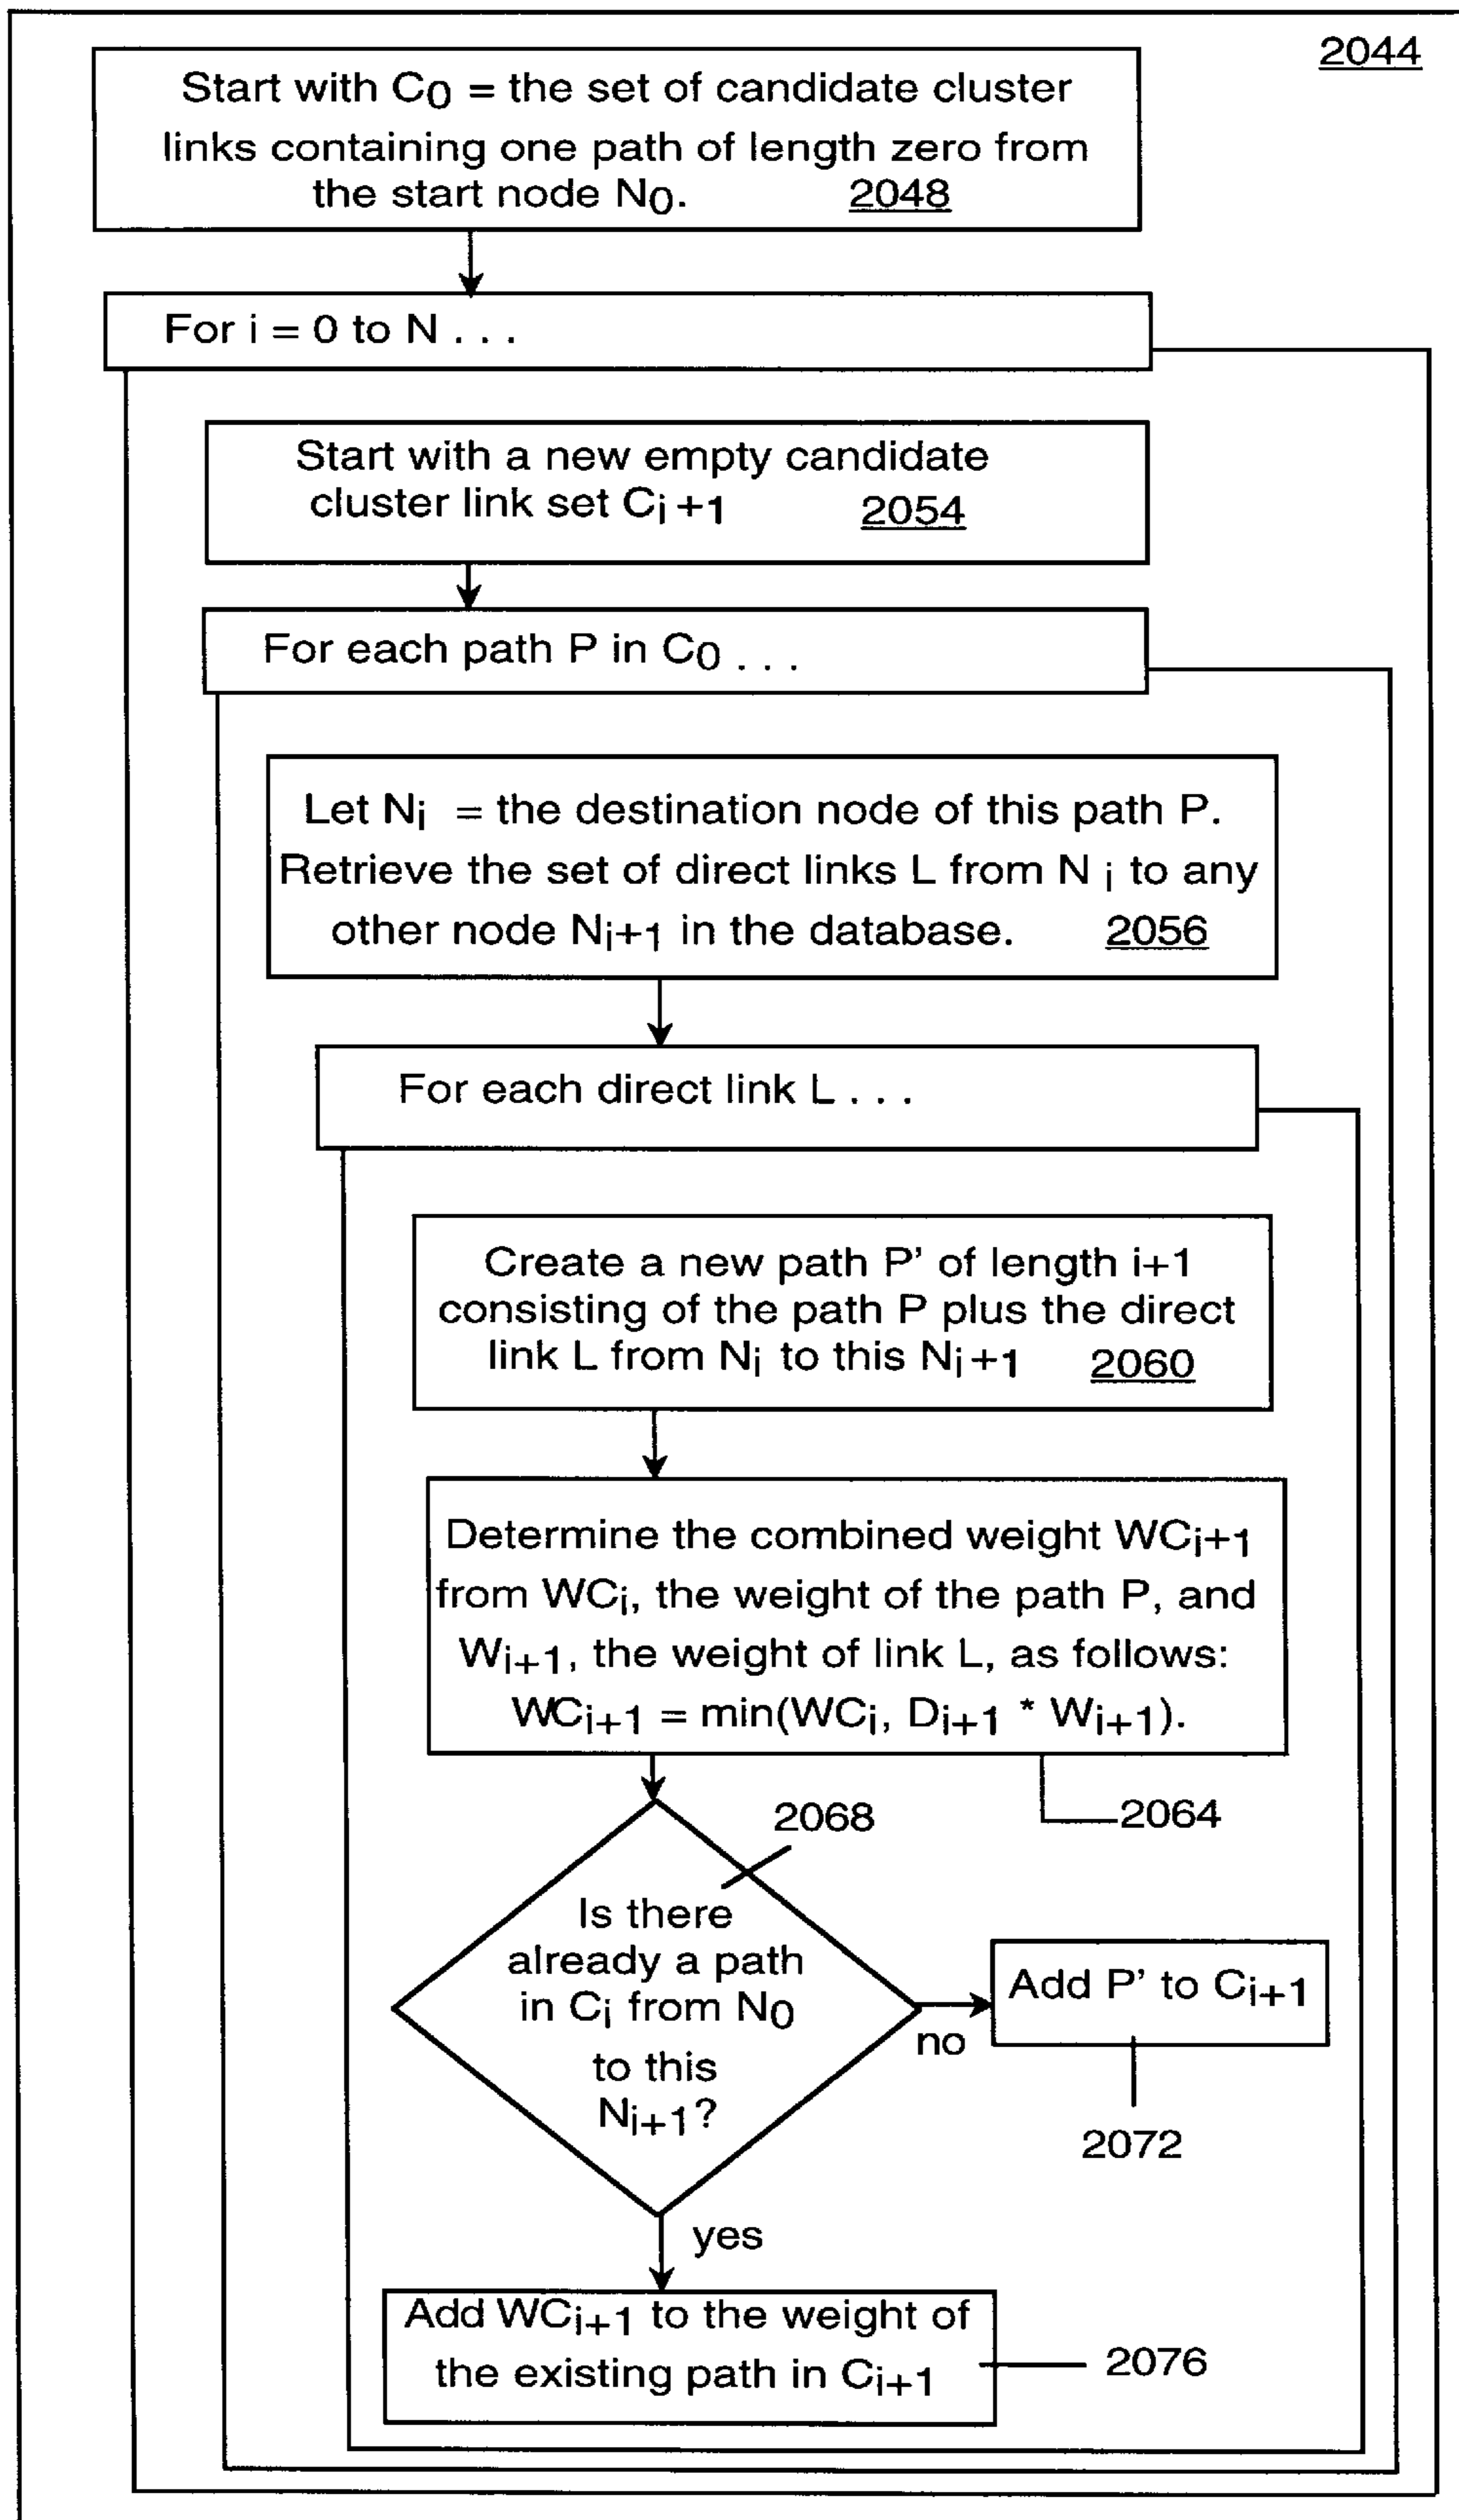 2044
Start with C0 = the set of candidate cluster
links containing one path of length zero from
the start node N0. 2048
For i = 0 to N . . .
Start with a new empty candidate
cluster link set Ci+1 2054
For each path P in C0 . . .
Let Ni = the destination node of this path P.
Retrieve the set of direct links L from N i to any
other node Ni+1 in the database. 2056
For each direct link L . . .
Create a new path P' of length i+1
consisting of the path P plus the direct
link L from Ni to this Ni+1 2060
Determine the combined weight WCi+1
from WCi, the weight of the path P, and
Wi+1, the weight of link L, as follows:
WCi+1 = min(WCi, Di+1 * Wi+1).
2064
2068
Is there
already a path
in Ci from N0
to this
Ni+1?
no
Add P' to Ci+1
2072
yes
Add WCi+1 to the weight of
the existing path in Ci+1
2076